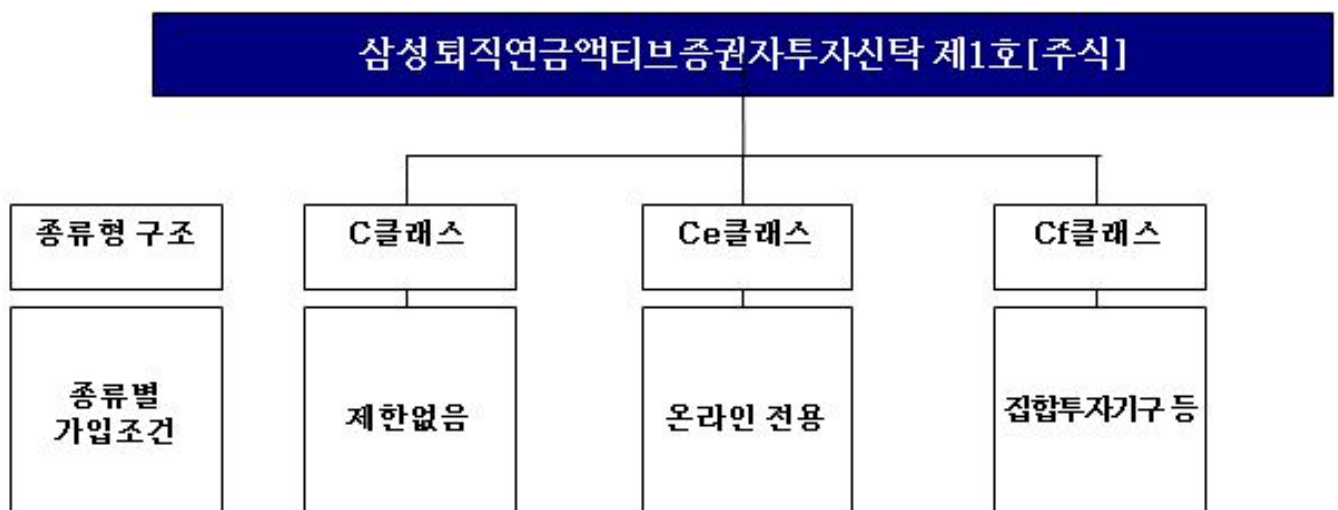 삼성퇴직연금액티브증권자투자신탁 제1호[주식]
종류형 구조
C클래스
Ce클래스
Cf클래스
종류별
가입조건
제한없음
온라인 전용
집합투자기구 등